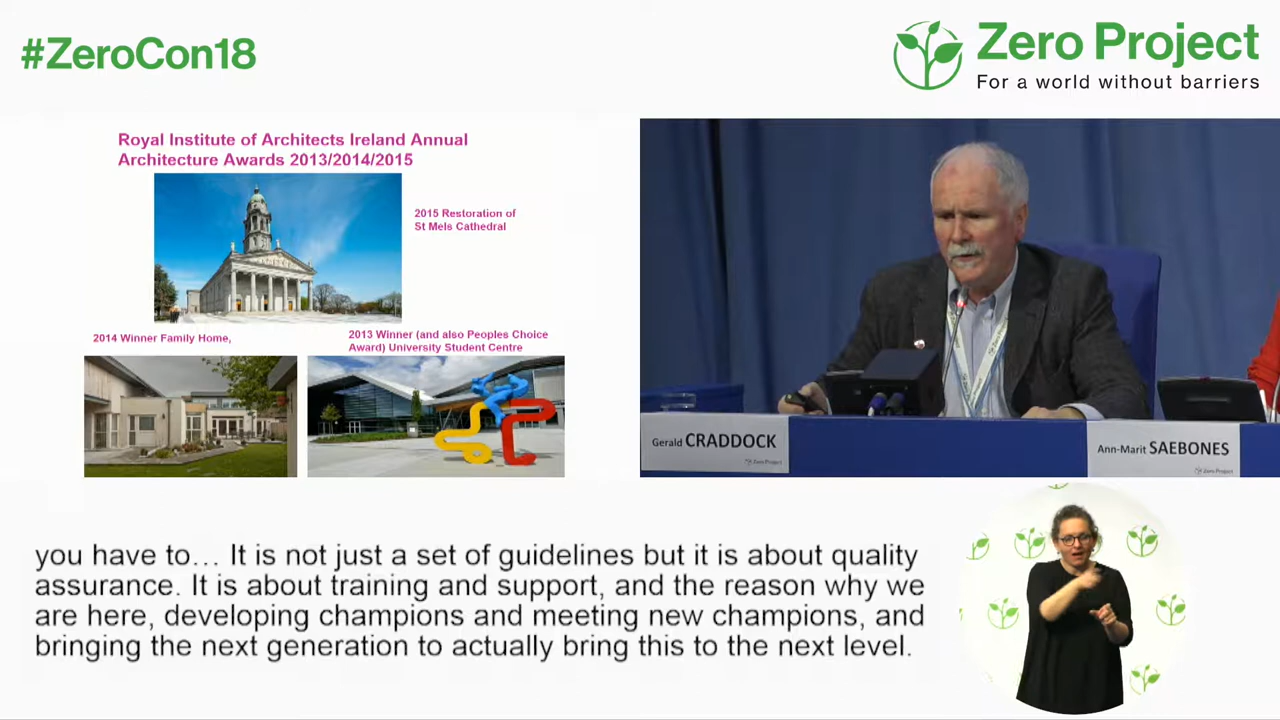 #ZeroCon18
Zero Project
For a world without barriers
Royal Institute of Architects Ireland Annual
Architecture Awards 2013/2014/2015
2015 Restoration of
St Mels Cathedral
2014 Winner Family Home,
2013 Winner (and also Peoples Choice
Award) University Student Centre
Gerald CRADDOCK
Zero Project
Ann-Marit SAEBONES
Zero Project
you have to… It is not just a set of guidelines but it is about quality
assurance. It is about training and support, and the reason why we
are here, developing champions and meeting new champions, and
bringing the next generation to actually bring this to the next level.